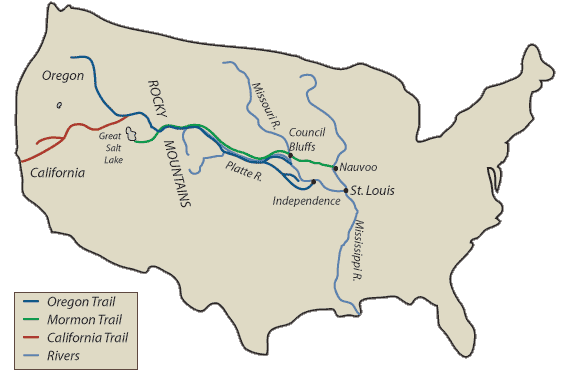 Oregon
ROCKY
MOUNTAINS
Missouri R.
Council
Bluffs
Great
Salt
Lake
California
Platte R.
Nauvoo
St. Louis
Independence
Mississippi R.
Oregon Trail
Mormon Trail
California Trail
Rivers